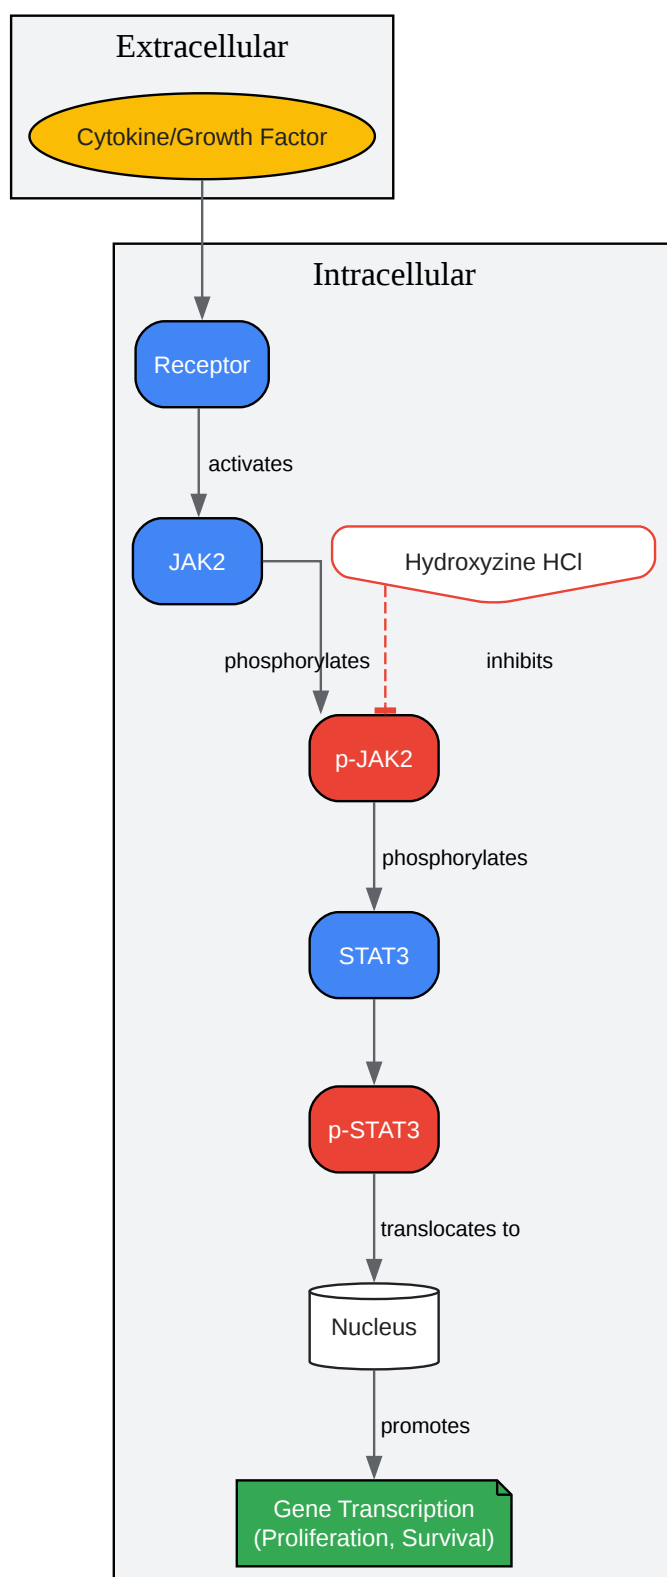 Extracellular
Cytokine/Growth Factor
Intracellular
Receptor
activates
JAK2
Hydroxyzine HCl
phosphorylates
inhibits
p-JAK2
phosphorylates
STAT3
p-STAT3
translocates to
Nucleus
promotes
Gene Transcription
(Proliferation, Survival)